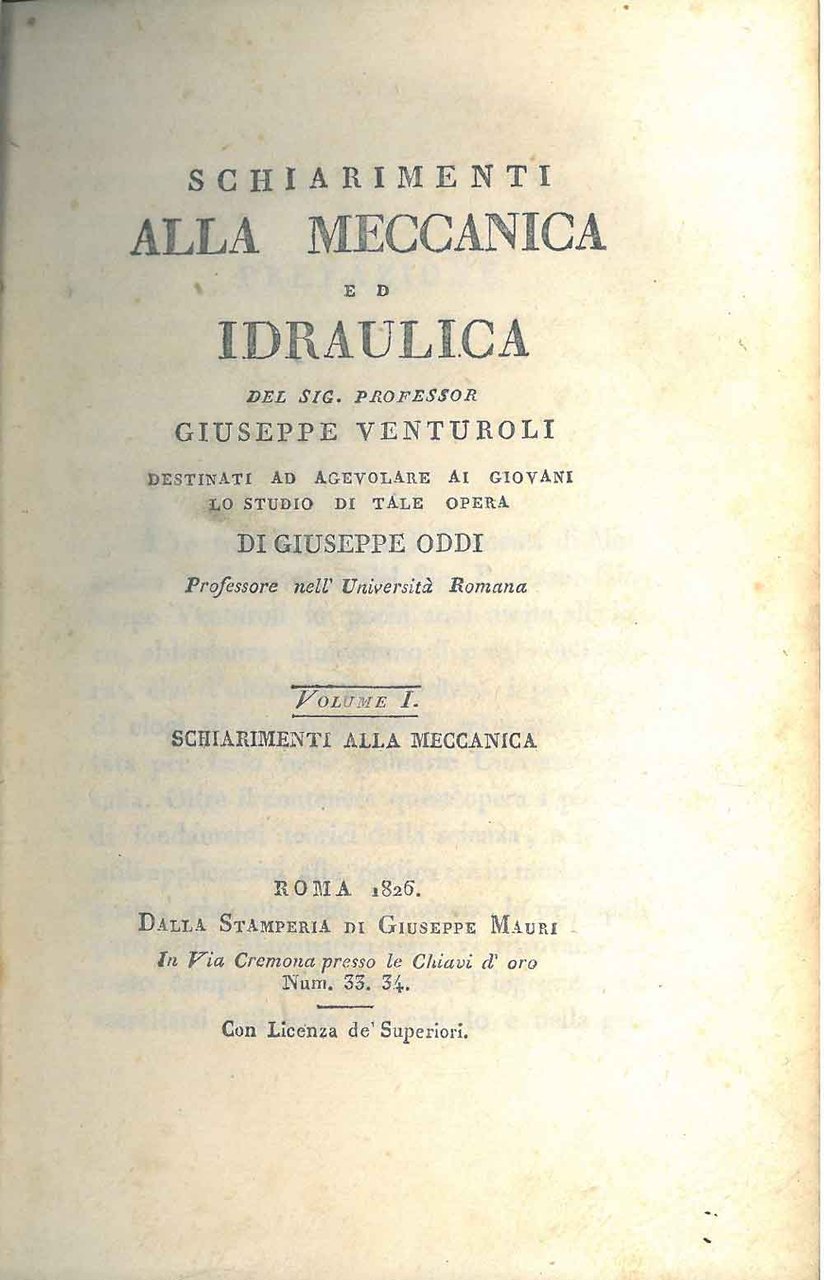 SCHIARIMENTI
ALLA MECCANICA
ED
IDRAULICA
DEL SIG. PROFESSOR
GIUSEPPE VENTUROLI
DESTINATI AD AGEVOLARE AI GIOVANI
LO STUDIO DI TALE OPERA
DI GIUSEPPE ODDI
Professore nell' Università Romana
VOLUME I.
SCHIARIMENTI ALLA MECCANICA
ROMA 1826.
DALLA STAMPERIA DI GIUSEPPE MAURI
In Via Cremona presso le Chiavi d' oro
Num. 33. 34.
Con Licenza de' Superiori.